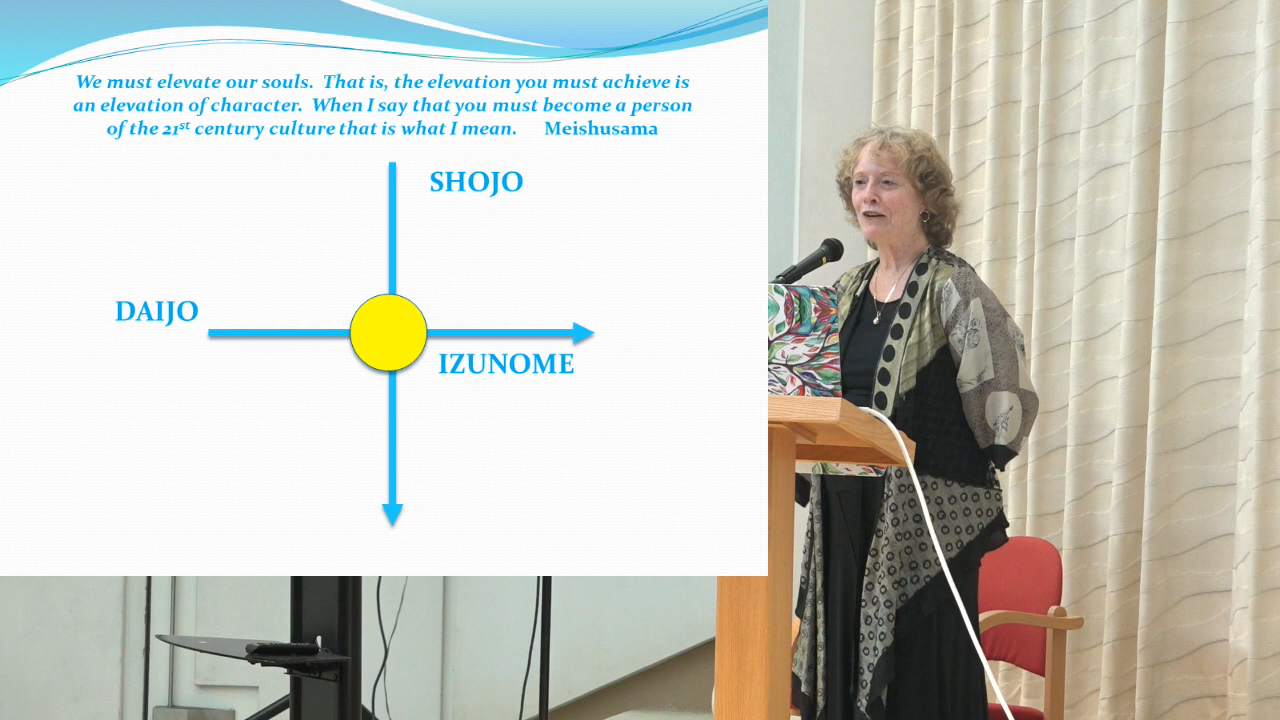 We must elevate our souls. That is, the elevation you must achieve is
an elevation of character. When I say that you must become a person
of the 21st century culture that is what I mean. Meishusama
SHOJO
DAIJO
IZUNOME